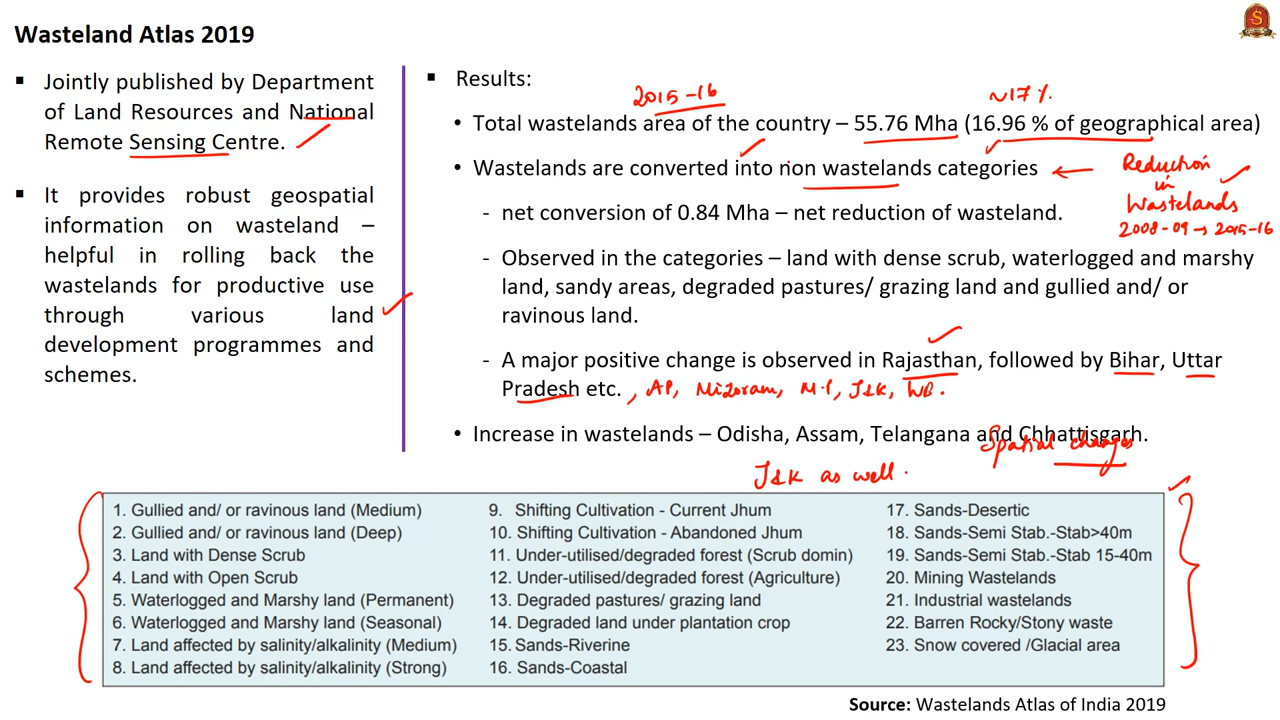 Wasteland Atlas 2019
▪ Jointly published by Department
of Land Resources and National
Remote Sensing Centre.
▪ It provides robust geospatial
information on wasteland –
helpful in rolling back the
wastelands for productive use
through various land
development programmes and
schemes.
▪ Results:
2015-16
~17 %
• Total wastelands area of the country – 55.76 Mha (16.96 % of geographical area)
• Wastelands are converted into non wastelands categories
Reduction
in
Wastelands
2008-09 → 2015-16
- net conversion of 0.84 Mha – net reduction of wasteland.
- Observed in the categories – land with dense scrub, waterlogged and marshy
land, sandy areas, degraded pastures/ grazing land and gullied and/ or
ravinous land.
- A major positive change is observed in Rajasthan, followed by Bihar, Uttar
Pradesh etc. , AP, Mizoram, M.P, J&K, WB.
• Increase in wastelands – Odisha, Assam, Telangana and Chhattisgarh.
Spatial changes
J&K as well.
1. Gullied and/ or ravinous land (Medium)
2. Gullied and/ or ravinous land (Deep)
3. Land with Dense Scrub
4. Land with Open Scrub
5. Waterlogged and Marshy land (Permanent)
6. Waterlogged and Marshy land (Seasonal)
7. Land affected by salinity/alkalinity (Medium)
8. Land affected by salinity/alkalinity (Strong)
9. Shifting Cultivation - Current Jhum
10. Shifting Cultivation - Abandoned Jhum
11. Under-utilised/degraded forest (Scrub domin)
12. Under-utilised/degraded forest (Agriculture)
13. Degraded pastures/ grazing land
14. Degraded land under plantation crop
15. Sands-Riverine
16. Sands-Coastal
17. Sands-Desertic
18. Sands-Semi Stab.-Stab>40m
19. Sands-Semi Stab.-Stab 15-40m
20. Mining Wastelands
21. Industrial wastelands
22. Barren Rocky/Stony waste
23. Snow covered /Glacial area
Source: Wastelands Atlas of India 2019